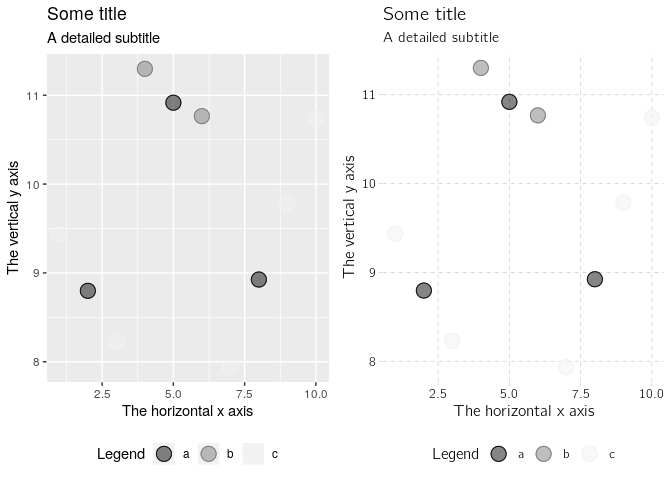 Some title
A detailed subtitle
The vertical y axis
11
10
9
8
2.5 5.0 7.5 10.0
The horizontal x axis
Legend a b c
Some title
A detailed subtitle
The vertical y axis
11
10
9
8
2.5 5.0 7.5 10.0
The horizontal x axis
Legend a b c